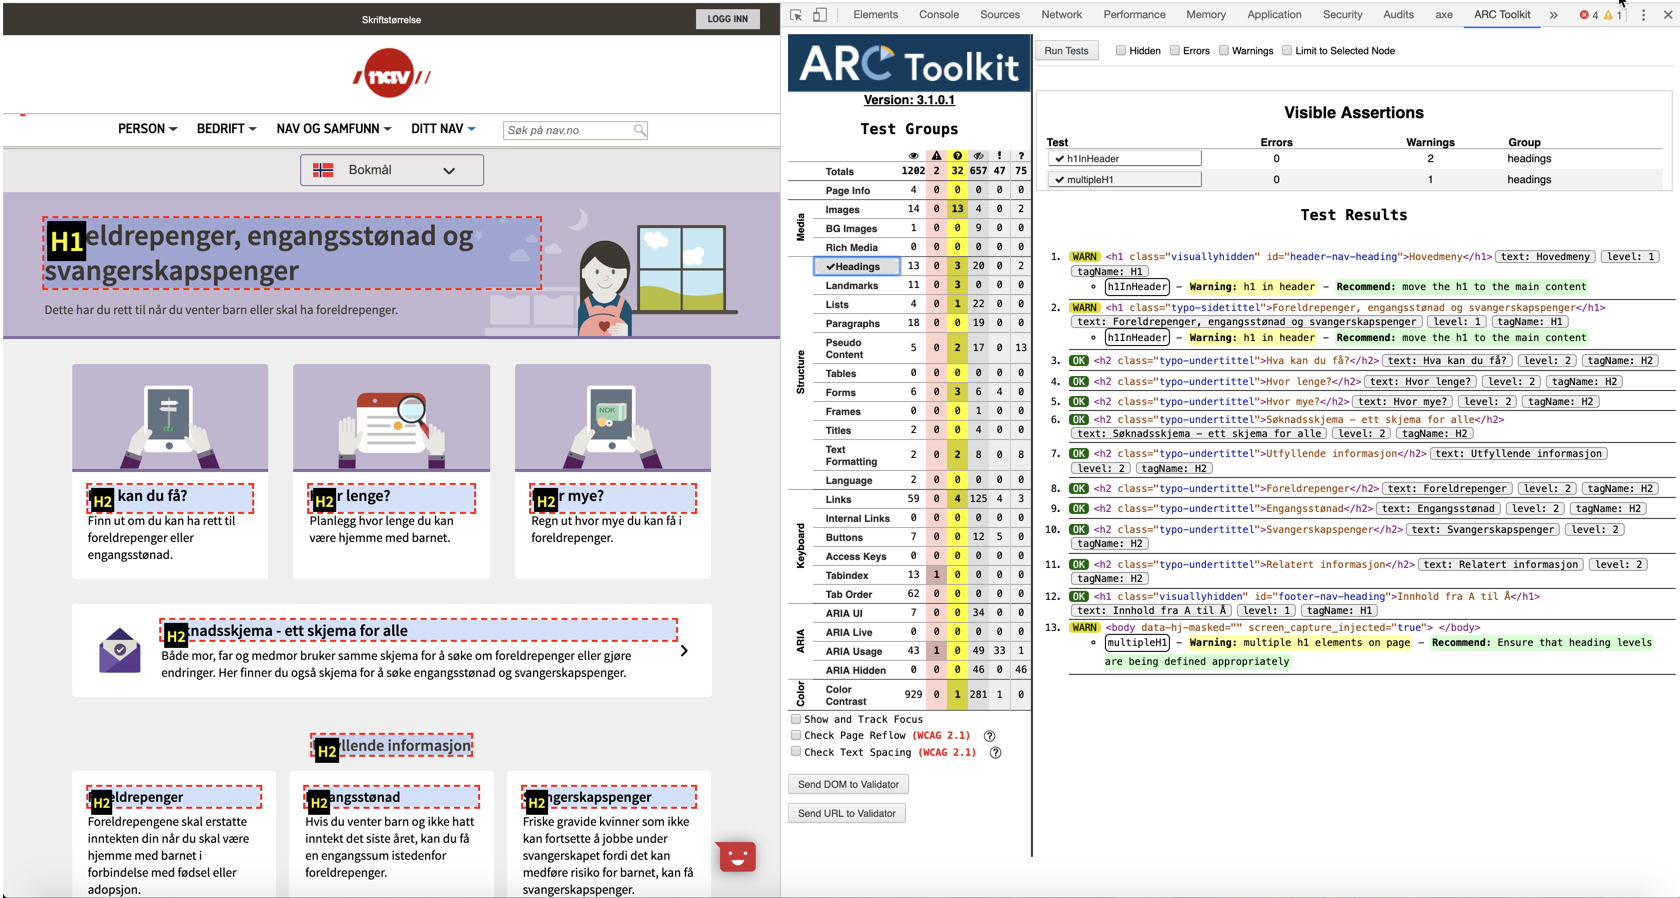 Skriftstørrelse
LOGG INN
nav
PERSON
BEDRIFT
NAV OG SAMFUNN
DITT NAV
Søk på nav.no
Bokmål
H1 eldrepenger, engangsstønad og
svangerskapspenger
Dette har du rett til når du venter barn eller skal ha foreldrepenger.
NOK
H2 kan du få?
Finn ut om du kan ha rett til
foreldrepenger eller
engangsstønad.
H2 r lenge?
Planlegg hvor lenge du kan
være hjemme med barnet.
H2 r mye?
Regn ut hvor mye du kan få i
foreldrepenger.
H2 knadsskjema - ett skjema for alle
Både mor, far og medmor bruker samme skjema for å søke om foreldrepenger eller gjøre
endringer. Her finner du også skjema for å søke engangsstønad og svangerskapspenger.
H2 yllende informasjon
H2 eldrepenger
Foreldrepengene skal erstatte
inntekten din når du skal være
hjemme med barnet i
forbindelse med fødsel eller
adopsjon.
H2 angsstønad
Hvis du venter barn og ikke hatt
inntekt det siste året, kan du få
en engangssum istedenfor
foreldrepenger.
H2 ngerskapspenger
Friske gravide kvinner som ikke
kan fortsette å jobbe under
svangerskapet fordi det kan
medføre risiko for barnet, kan få
svangerskapspenger.
Elements Console Sources Network Performance Memory Application Security Audits axe ARC Toolkit » 4 1
ARC Toolkit
Version: 3.1.0.1
Test Groups
! ?
Totals 1202 2 32 657 47 75
Page Info 4 0 0 0 0 0
Media
Images 14 0 13 4 0 2
BG Images 1 0 0 9 0 0
Rich Media 0 0 0 0 0 0
Structure
✔Headings 13 0 3 20 0 2
Landmarks 11 0 3 0 0 0
Lists 4 0 1 22 0 0
Paragraphs 18 0 0 19 0 0
Pseudo
Content 5 0 2 17 0 13
Tables 0 0 0 0 0 0
Forms 6 0 3 6 4 0
Frames 0 0 0 1 0 0
Titles 2 0 0 4 0 0
Text
Formatting 2 0 2 8 0 8
Language 2 0 0 0 0 0
Keyboard
Links 59 0 4 125 4 3
Internal Links 0 0 0 0 0 0
Buttons 7 0 0 12 5 0
Access Keys 0 0 0 0 0 0
Tabindex 13 1 0 0 0 0
Tab Order 62 0 0 0 0 0
ARIA
ARIA UI 7 0 0 34 0 0
ARIA Live 0 0 0 0 0 0
ARIA Usage 43 1 0 49 33 1
ARIA Hidden 0 0 0 46 0 46
Color
Color
Contrast 929 0 1 281 1 0
Show and Track Focus
Check Page Reflow (WCAG 2.1) ?
Check Text Spacing (WCAG 2.1) ?
Send DOM to Validator
Send URL to Validator
Run Tests Hidden Errors Warnings Limit to Selected Node
Visible Assertions
Test Errors Warnings Group
✔ h1InHeader 0 2 headings
✔ multipleH1 0 1 headings
Test Results
1. WARN <h1 class="visuallyhidden" id="header-nav-heading">Hovedmeny</h1> text: Hovedmeny level: 1
tagName: H1
h1InHeader – Warning: h1 in header – Recommend: move the h1 to the main content
2. WARN <h1 class="typo-sidetittel">Foreldrepenger, engangsstønad og svangerskapspenger</h1>
text: Foreldrepenger, engangsstønad og svangerskapspenger level: 1 tagName: H1
h1InHeader – Warning: h1 in header – Recommend: move the h1 to the main content
3. OK <h2 class="typo-undertittel">Hva kan du få?</h2> text: Hva kan du få? level: 2 tagName: H2
4. OK <h2 class="typo-undertittel">Hvor lenge?</h2> text: Hvor lenge? level: 2 tagName: H2
5. OK <h2 class="typo-undertittel">Hvor mye?</h2> text: Hvor mye? level: 2 tagName: H2
6. OK <h2 class="typo-undertittel">Søknadsskjema – ett skjema for alle</h2>
text: Søknadsskjema – ett skjema for alle level: 2 tagName: H2
7. OK <h2 class="typo-undertittel">Utfyllende informasjon</h2> text: Utfyllende informasjon
level: 2 tagName: H2
8. OK <h2 class="typo-undertittel">Foreldrepenger</h2> text: Foreldrepenger level: 2 tagName: H2
9. OK <h2 class="typo-undertittel">Engangsstønad</h2> text: Engangsstønad level: 2 tagName: H2
10. OK <h2 class="typo-undertittel">Svangerskapspenger</h2> text: Svangerskapspenger level: 2
tagName: H2
11. OK <h2 class="typo-undertittel">Relatert informasjon</h2> text: Relatert informasjon level: 2
tagName: H2
12. OK <h1 class="visuallyhidden" id="footer-nav-heading">Innhold fra A til Å</h1>
text: Innhold fra A til Å level: 1 tagName: H1
13. WARN <body data-hj-masked="" screen_capture_injected="true"> </body>
multipleH1 – Warning: multiple h1 elements on page – Recommend: Ensure that heading levels
are being defined appropriately